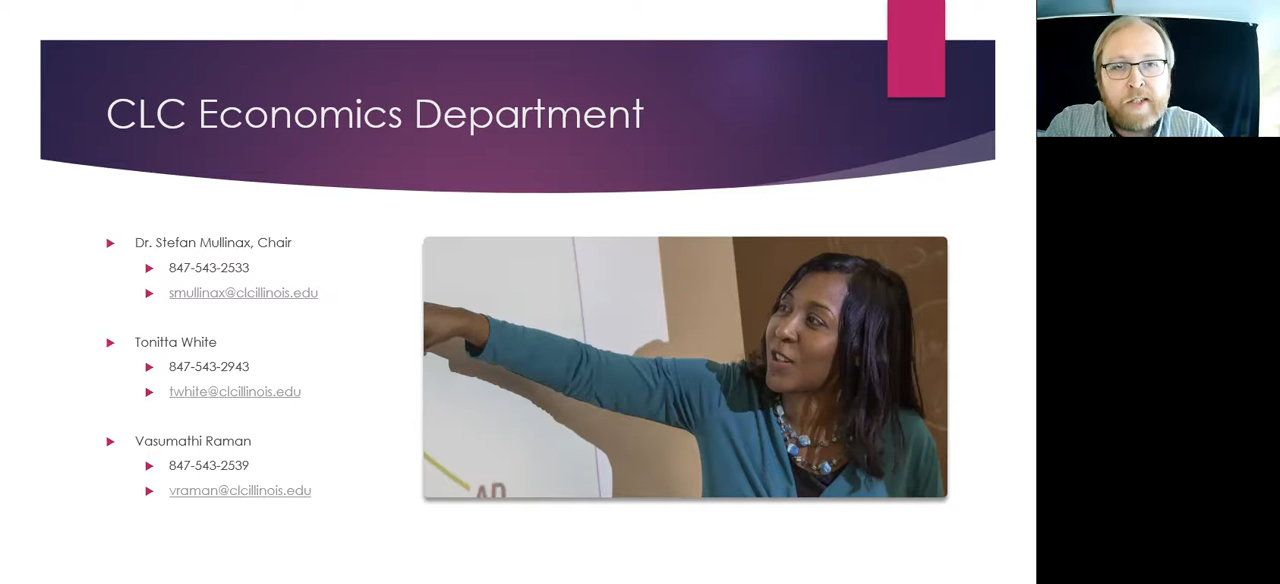 CLC Economics Department
Dr. Stefan Mullinax, Chair
847-543-2533
smullinax@clcillinois.edu
Tonitta White
847-543-2943
twhite@clcillinois.edu
Vasumathi Raman
847-543-2539
vraman@clcillinois.edu
AD